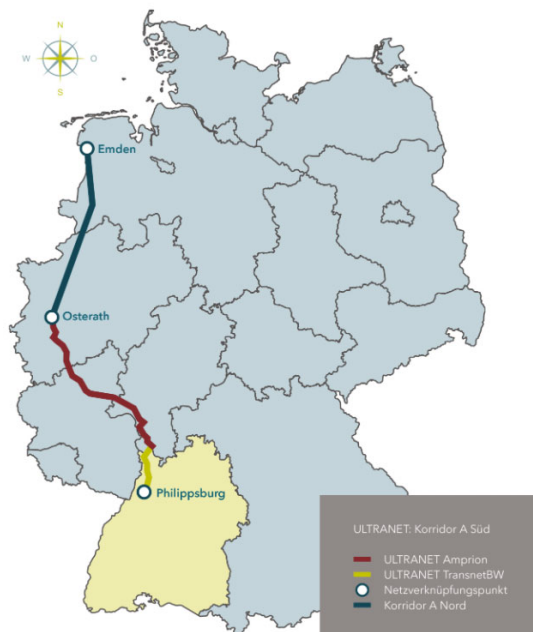 N
W O
S
Emden
Osterath
Philippsburg
ULTRANET: Korridor A Süd
ULTRANET Amprion
ULTRANET TransnetBW
Netzverknüpfungspunkt
Korridor A Nord